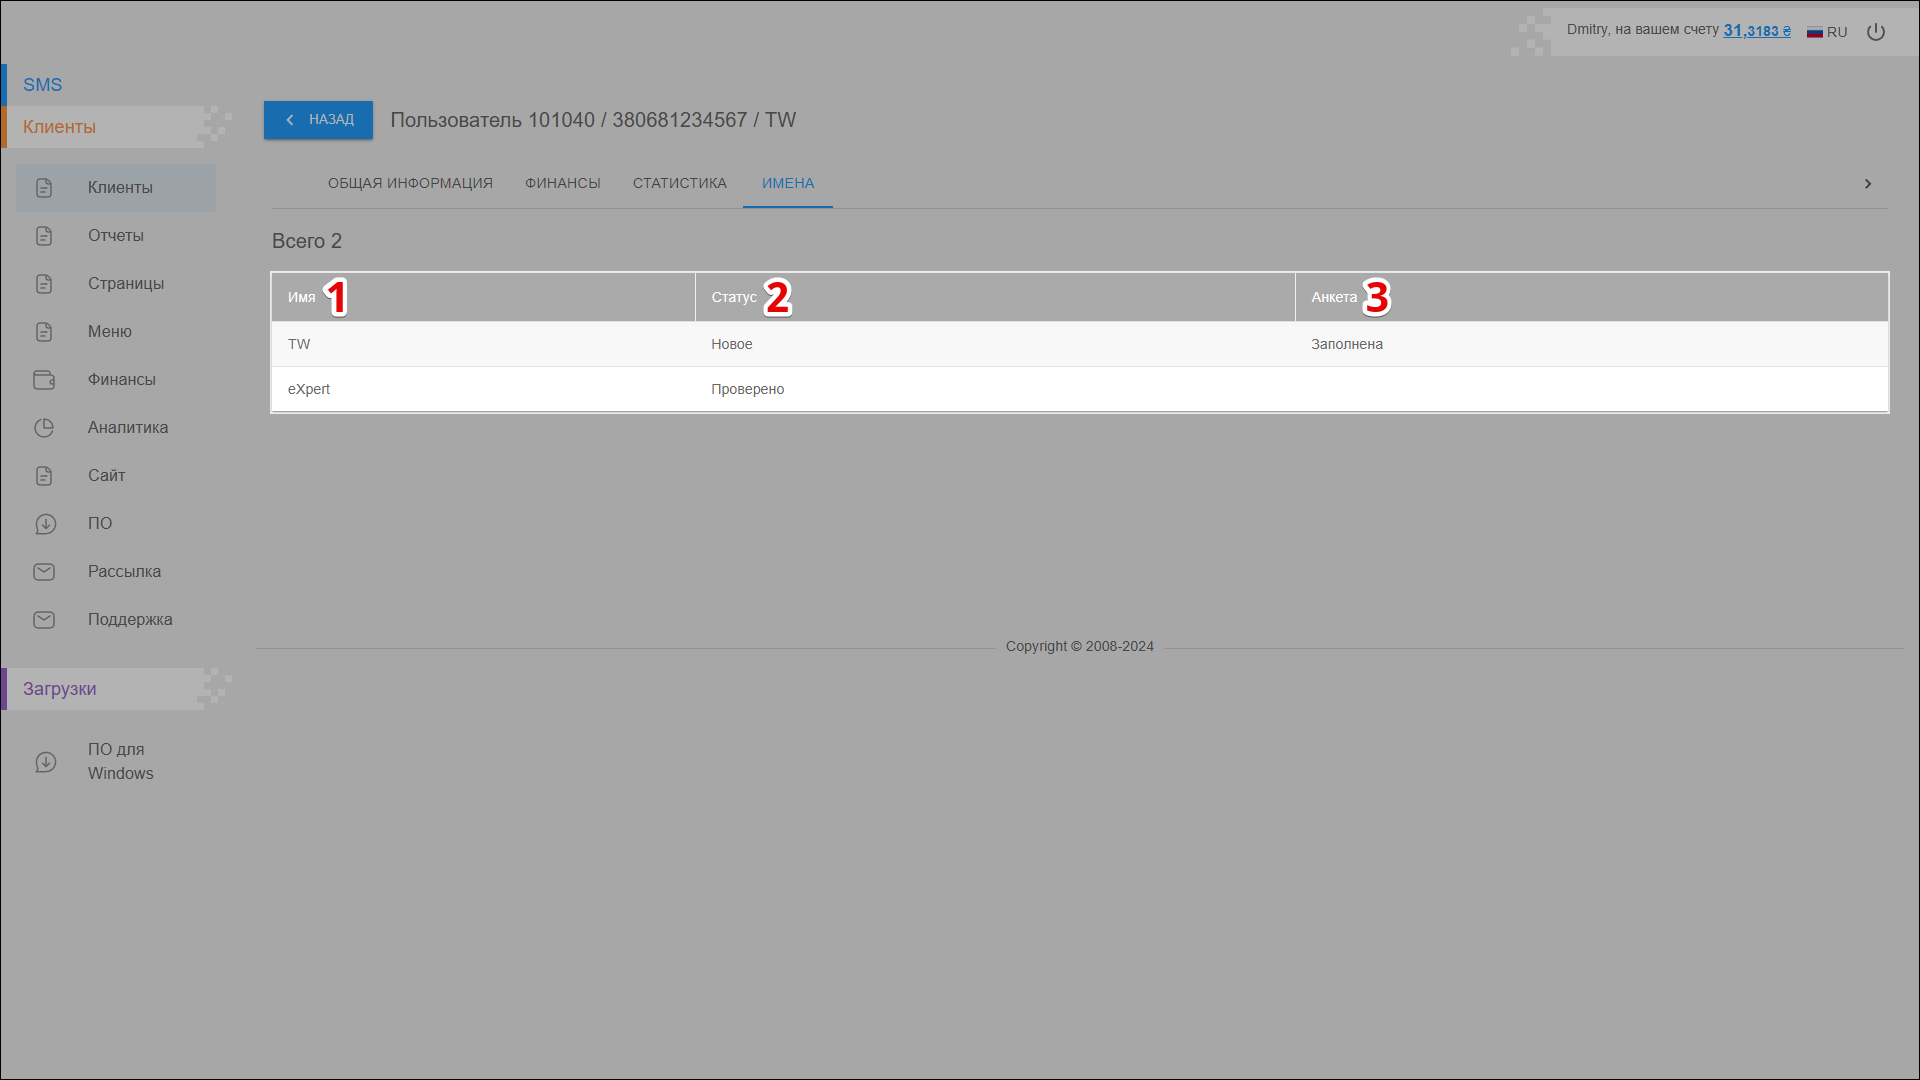 Dmitry, на вашем счету 31,3183 ₴ RU
SMS
Клиенты
Клиенты
Отчеты
Страницы
Меню
Финансы
Аналитика
Сайт
ПО
Рассылка
Поддержка
Загрузки
ПО для
Windows
НАЗАД Пользователь 101040 / 380681234567 / TW
ОБЩАЯ ИНФОРМАЦИЯ ФИНАНСЫ СТАТИСТИКА ИМЕНА
Всего 2
Имя 1 Статус 2 Анкета 3
TW Новое Заполнена
eXpert Проверено
Copyright © 2008-2024